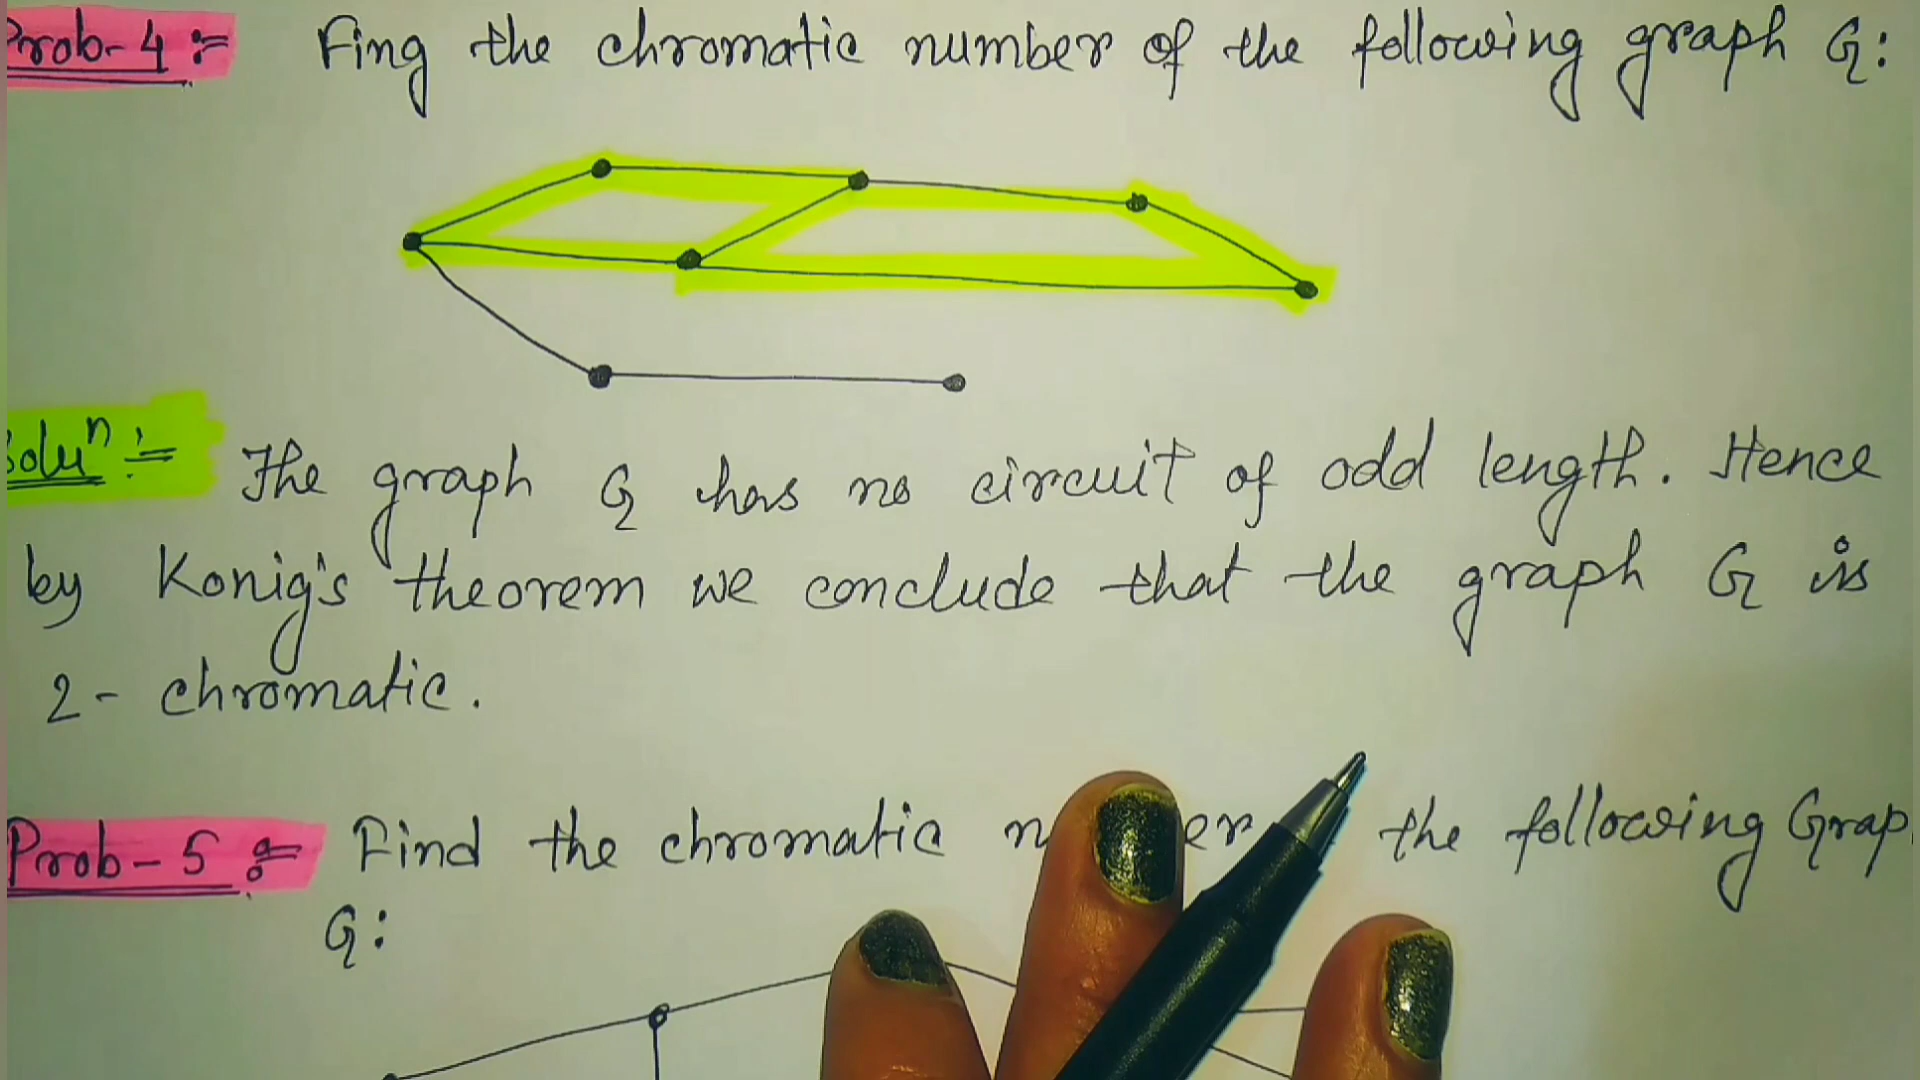 Prob-4:= Fing the chromatic number of the following graph G:
Soluⁿ:= The graph G has no circuit of odd length. Hence
by Konig's theorem we conclude that the graph G is
2- chromatic.
Prob-5:= Find the chromatic the following Grap
G: